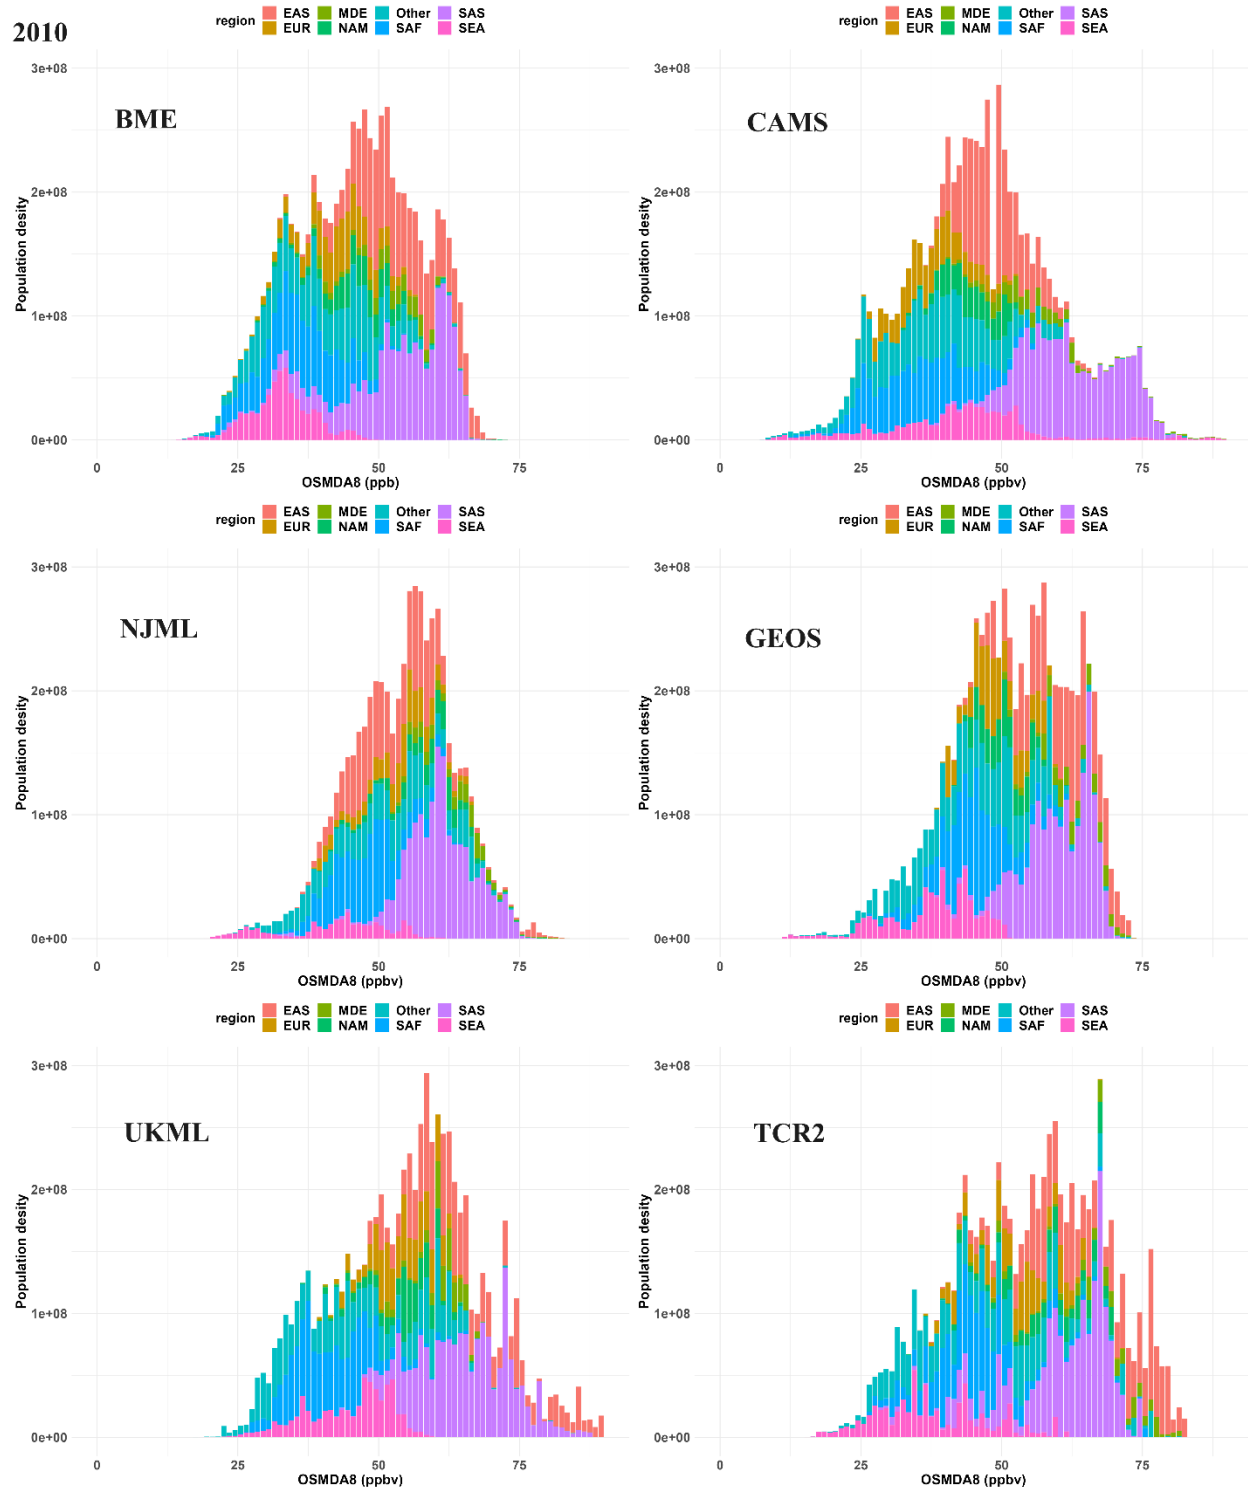 2010
region EAS MDE Other SAS
EUR NAM SAF SEA
BME
Population desity
3e+08
2e+08
1e+08
0e+00
0 25 50 75
OSMDA8 (ppb)
region EAS MDE Other SAS
EUR NAM SAF SEA
CAMS
Population desity
3e+08
2e+08
1e+08
0e+00
0 25 50 75
OSMDA8 (ppbv)
region EAS MDE Other SAS
EUR NAM SAF SEA
NJML
Population desity
3e+08
2e+08
1e+08
0e+00
0 25 50 75
OSMDA8 (ppbv)
region EAS MDE Other SAS
EUR NAM SAF SEA
GEOS
Population desity
3e+08
2e+08
1e+08
0e+00
0 25 50 75
OSMDA8 (ppbv)
region EAS MDE Other SAS
EUR NAM SAF SEA
UKML
Population desity
3e+08
2e+08
1e+08
0e+00
0 25 50 75
OSMDA8 (ppbv)
region EAS MDE Other SAS
EUR NAM SAF SEA
TCR2
Population desity
3e+08
2e+08
1e+08
0e+00
0 25 50 75
OSMDA8 (ppbv)